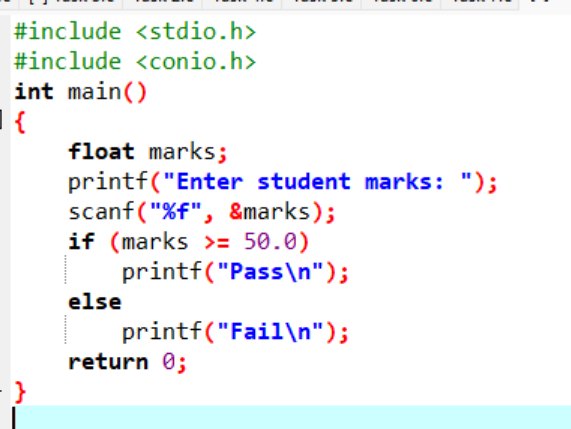 #include <stdio.h>
#include <conio.h>
int main()
{
    float marks;
    printf("Enter student marks: ");
    scanf("%f", &marks);
    if (marks >= 50.0)
        printf("Pass\n");
    else
        printf("Fail\n");
    return 0;
}